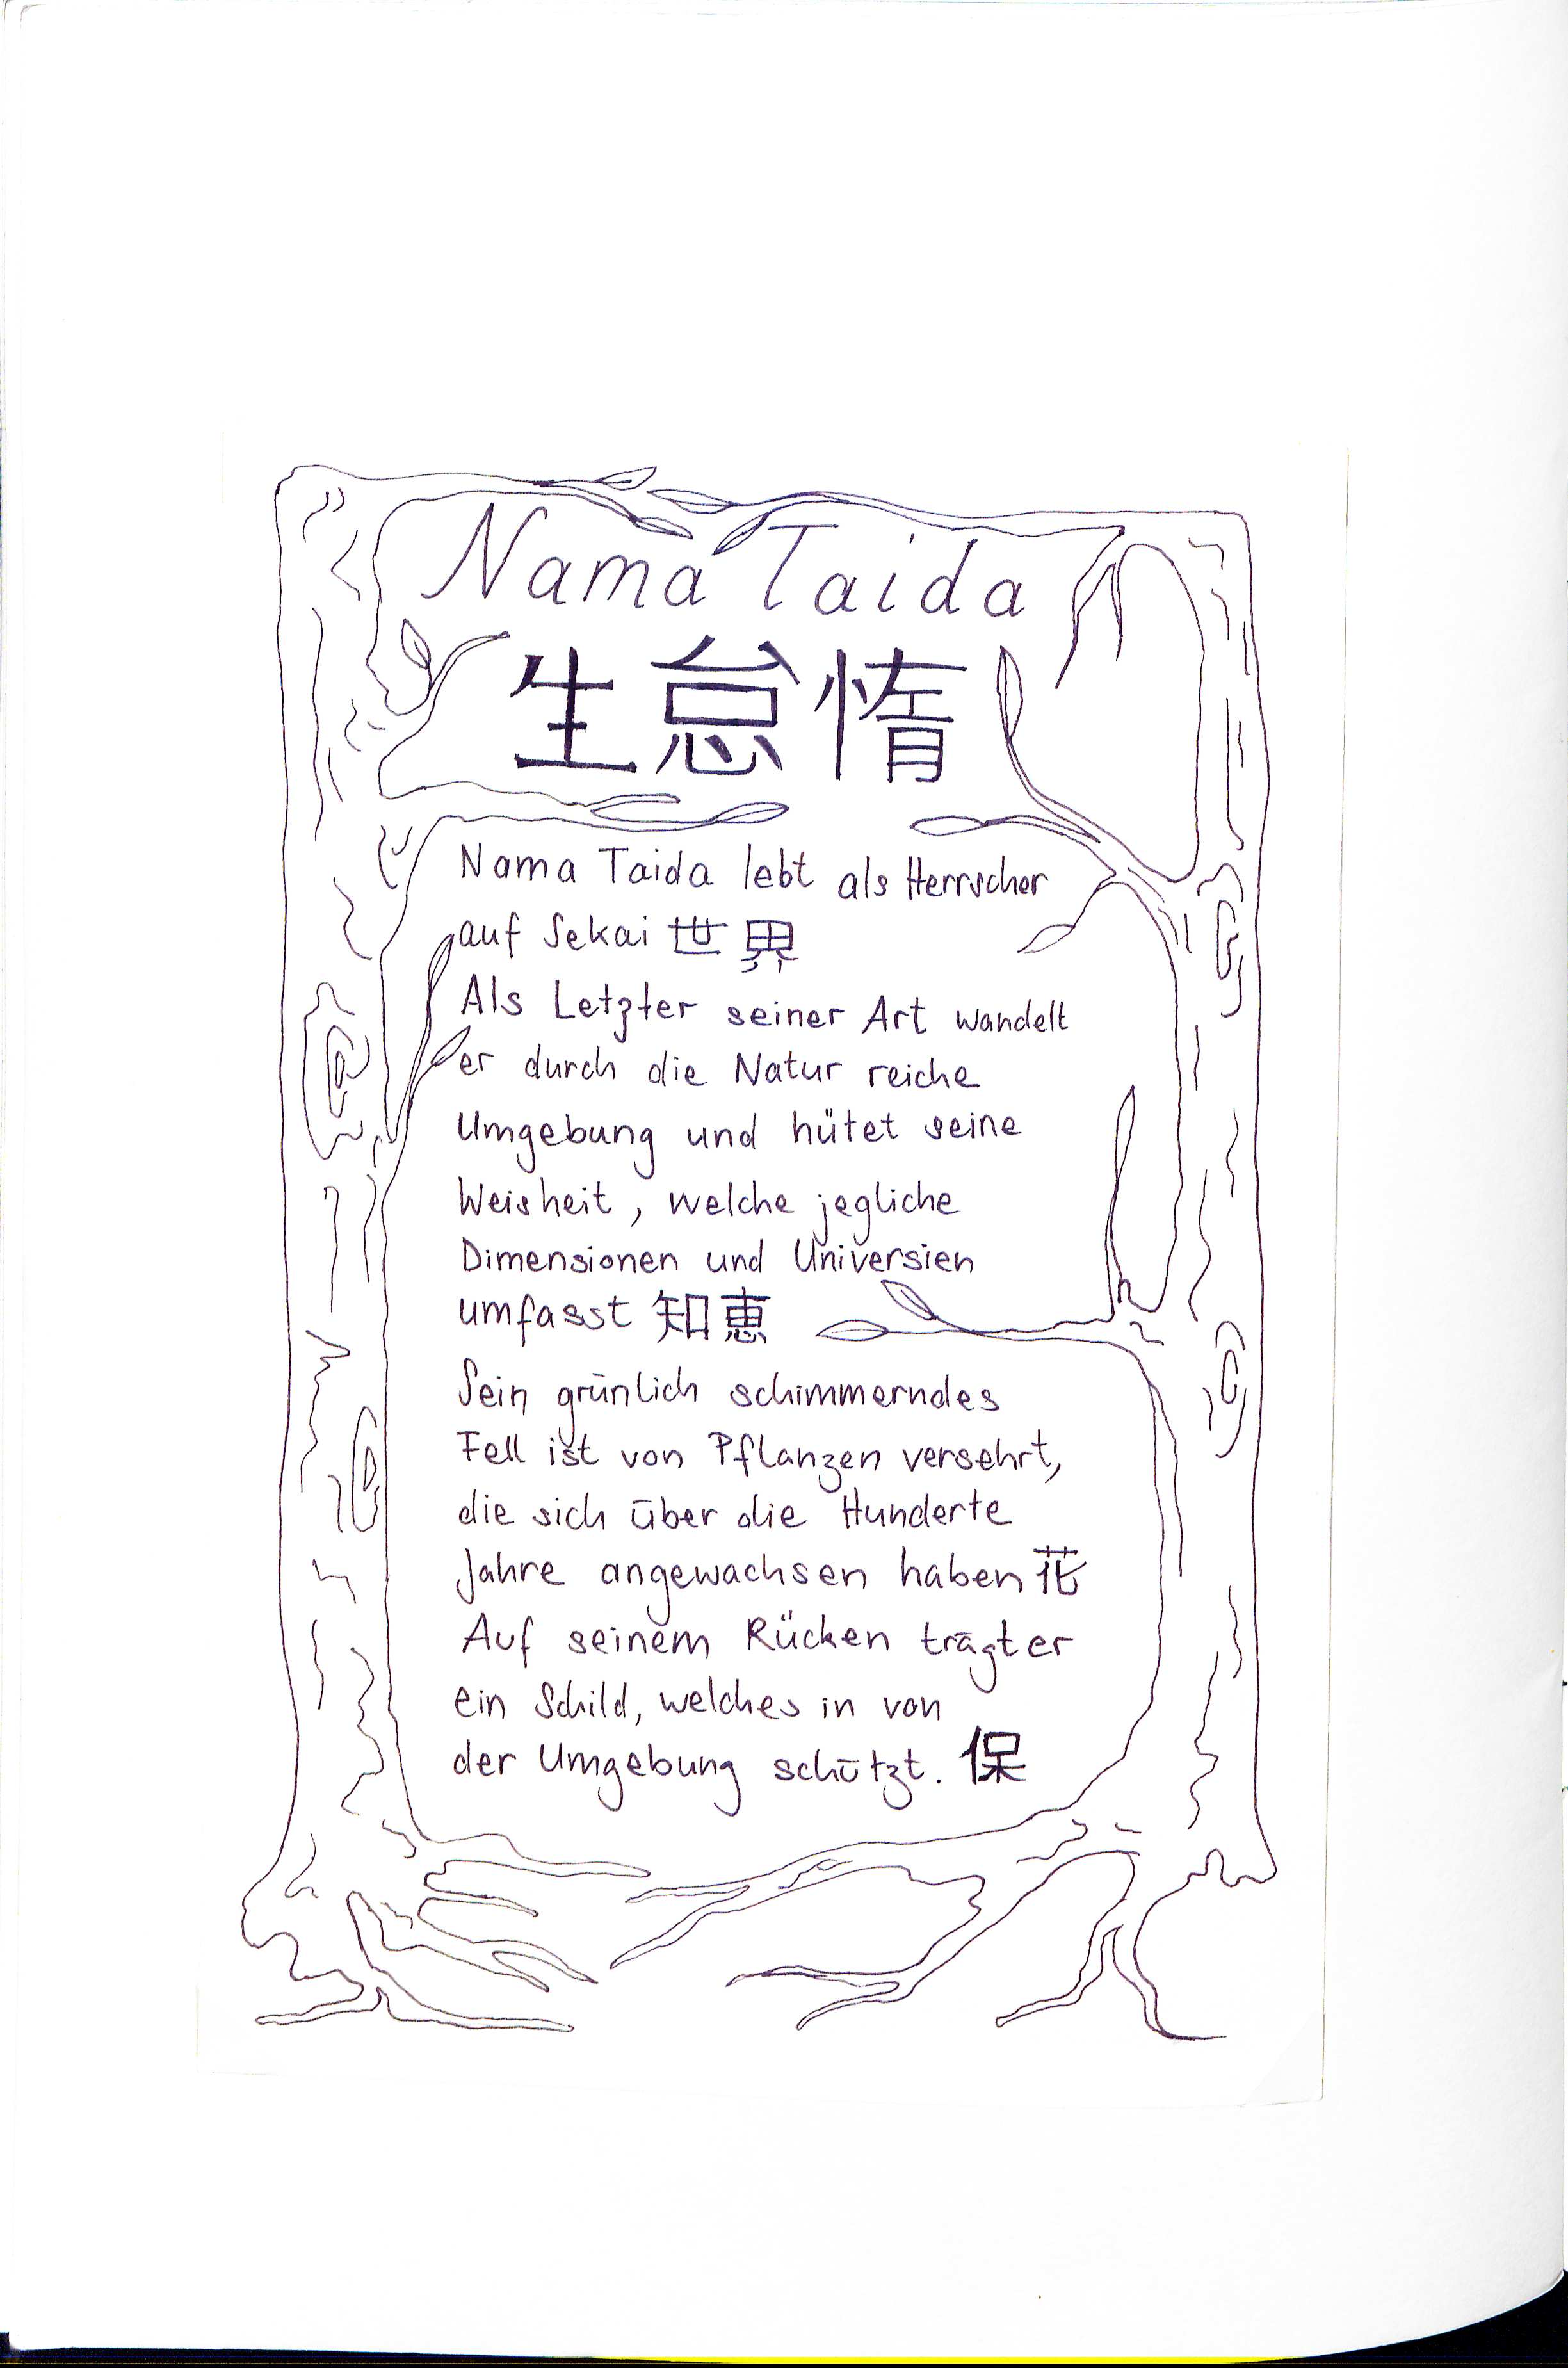 Nama Taida
生怠惰
Nama Taida lebt als Herrscher
auf Sekai 世界
Als Letzter seiner Art wandelt
er durch die Natur reiche
Umgebung und hütet seine
Weisheit, welche jegliche
Dimensionen und Universien
umfasst 知恵
Sein grünlich schimmerndes
Fell ist von Pflanzen versehrt,
die sich über die Hunderte
Jahre angewachsen haben 花
Auf seinem Rücken trägt er
ein Schild, welches in von
der Umgebung schützt. 保